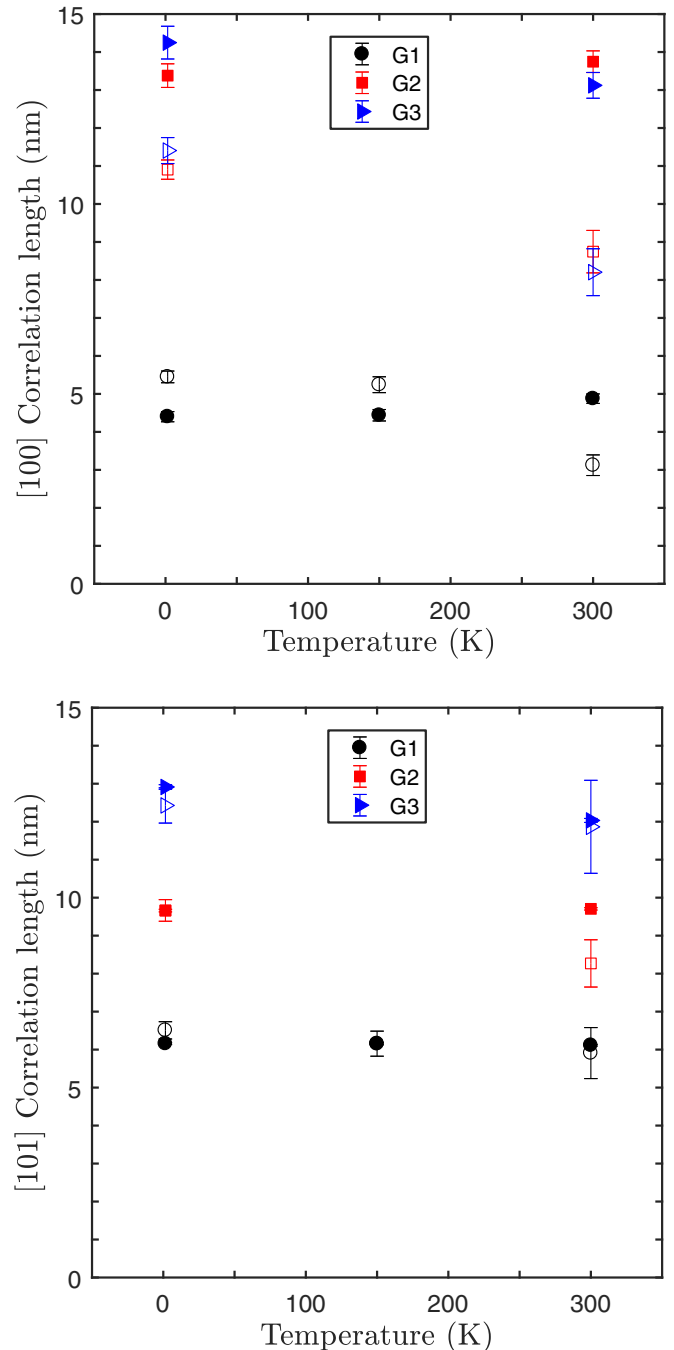 15
10
5
0
[100] Correlation length (nm)
G1
G2
G3
0
100
200
300
Temperature (K)
15
10
5
0
[101] Correlation length (nm)
G1
G2
G3
0
100
200
300
Temperature (K)